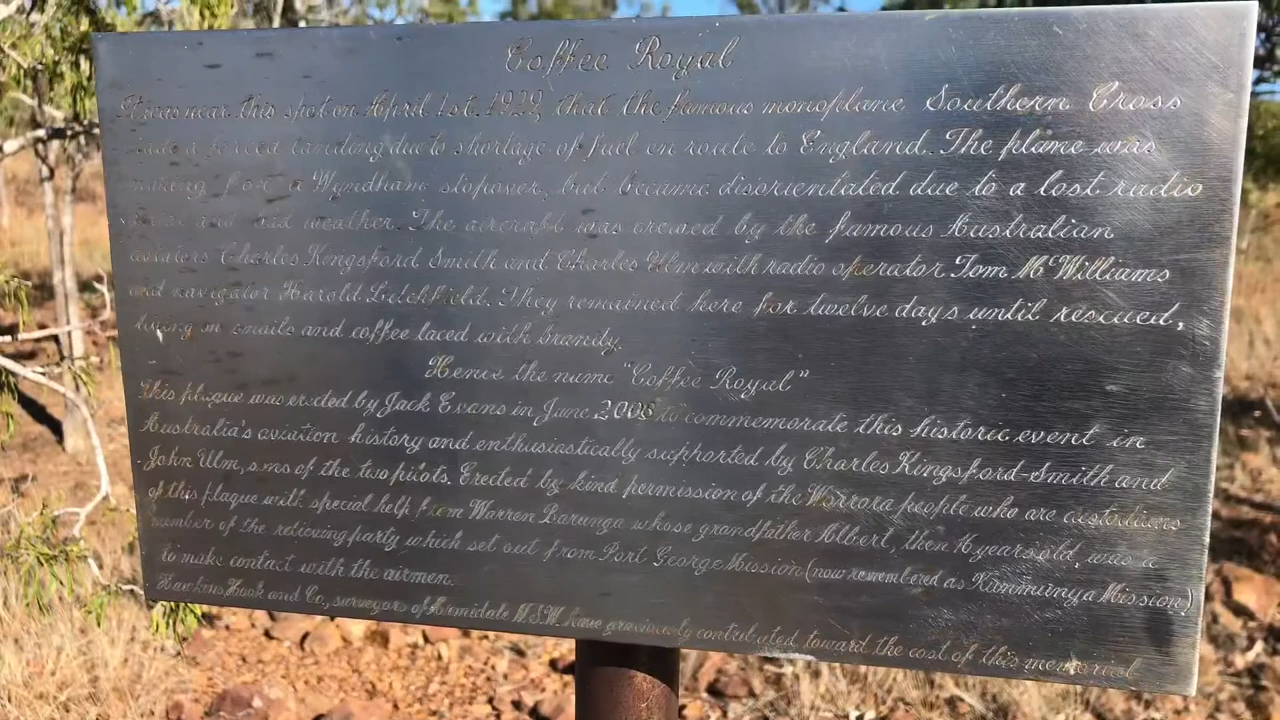 Coffee Royal
It was near this spot on April 1st. 1929, that the famous monoplane Southern Cross
made a forced landing due to shortage of fuel en route to England. The plane was
making for a Wyndham stopover, but became disorientated due to a lost radio
and bad weather. The aircraft was crewed by the famous Australian
aviators Charles Kingsford Smith and Charles Ulm with radio operator Tom McWilliams
and navigator Harold Litchfield. They remained here for twelve days until rescued,
living on snails and coffee laced with brandy.
Hence the name "Coffee Royal"
This plaque was erected by Jack Evans in June 2008 to commemorate this historic event in
Australia's aviation history and enthusiastically supported by Charles Kingsford-Smith and
John Ulm, sons of the two pilots. Erected by kind permission of the Worrora people who are custodians
of this plaque with special help from Warren Barunga whose grandfather Albert, then 16 years old, was a
member of the relieving party which set out from Port George Mission (now remembered as Kunmunya Mission)
to make contact with the airmen.
Hawkins, Hook and Co., surveyors of Armidale N.S.W. have graciously contributed toward the cost of this memorial